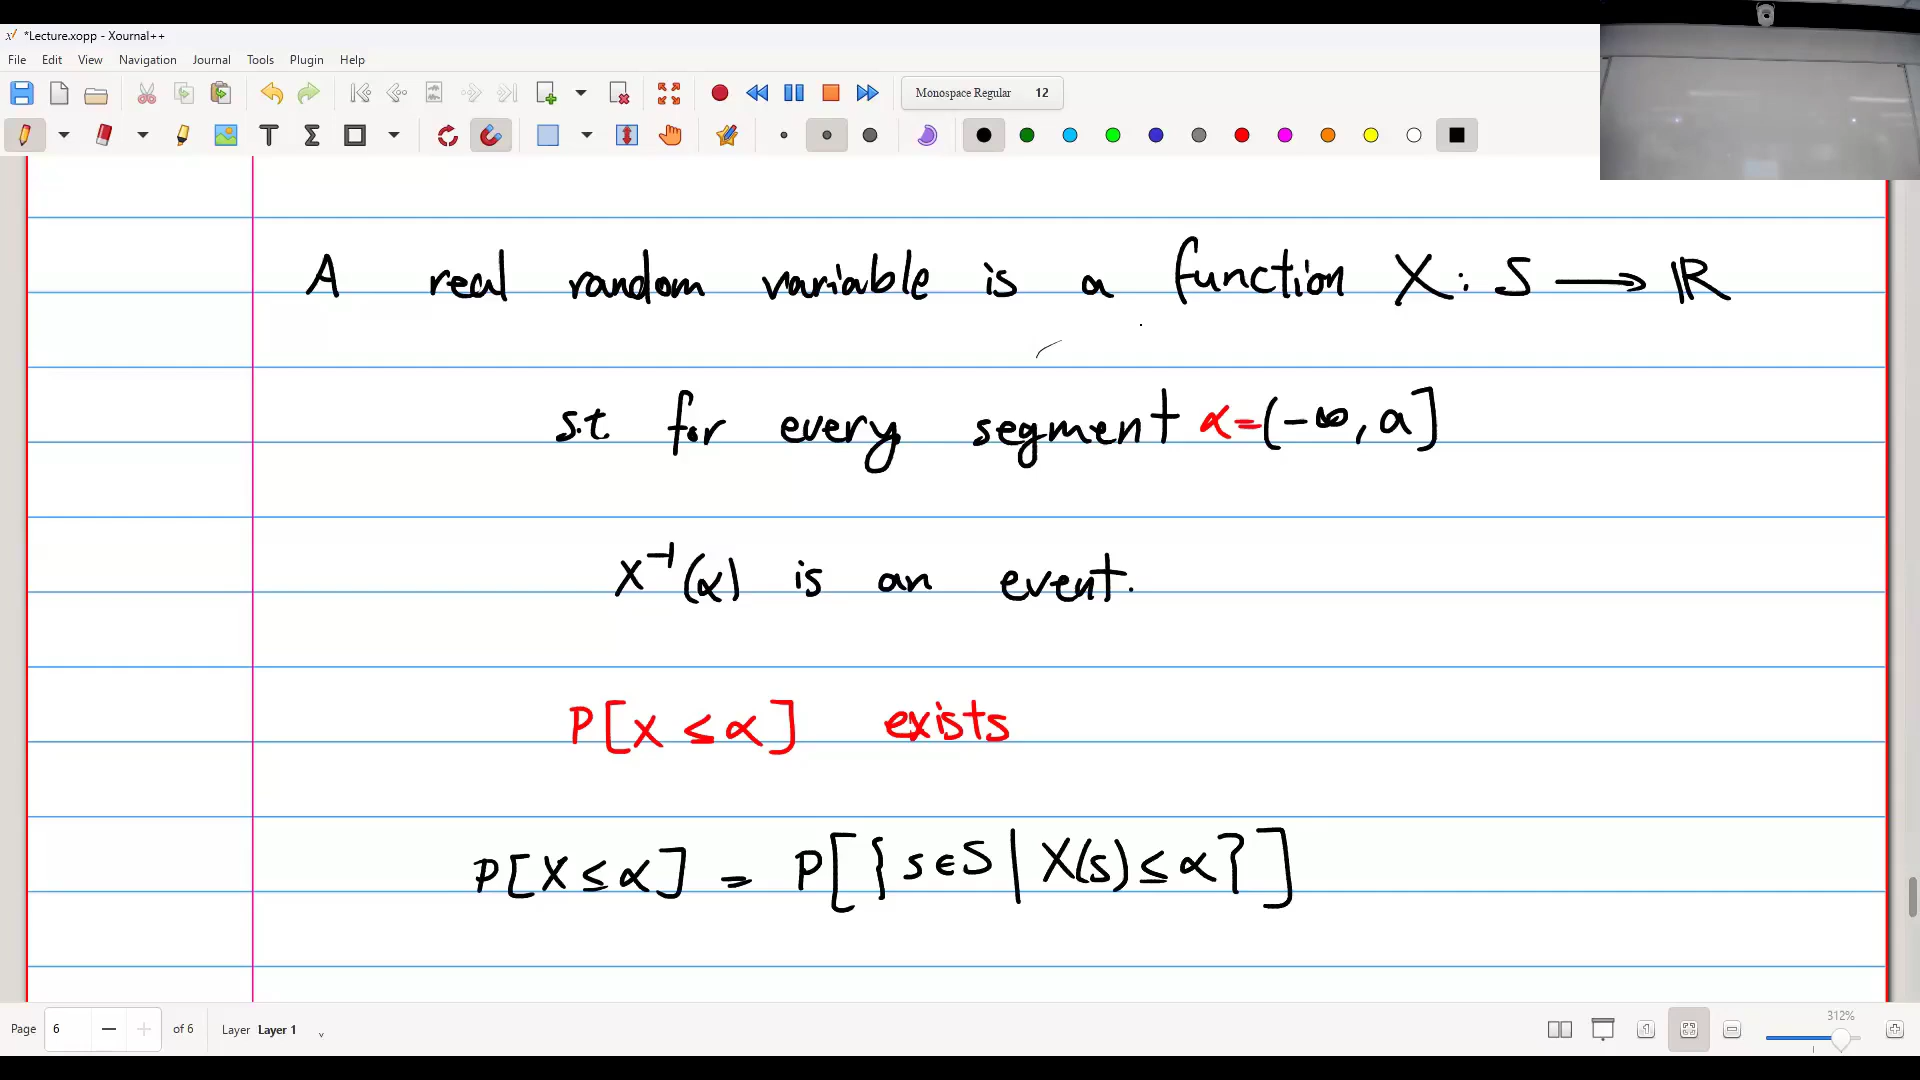 *Lecture.xopp - Xournal++
File Edit View Navigation Journal Tools Plugin Help
Monospace Regular 12
A real random variable is a function X : S ⟶ ℝ
s.t for every segment α = (-∞, a]
X⁻¹(α) is an event.
P[X ≤ α] exists
P[X ≤ α] = P[{s ∈ S | X(s) ≤ α}]
Page 6 of 6 Layer Layer 1 312%